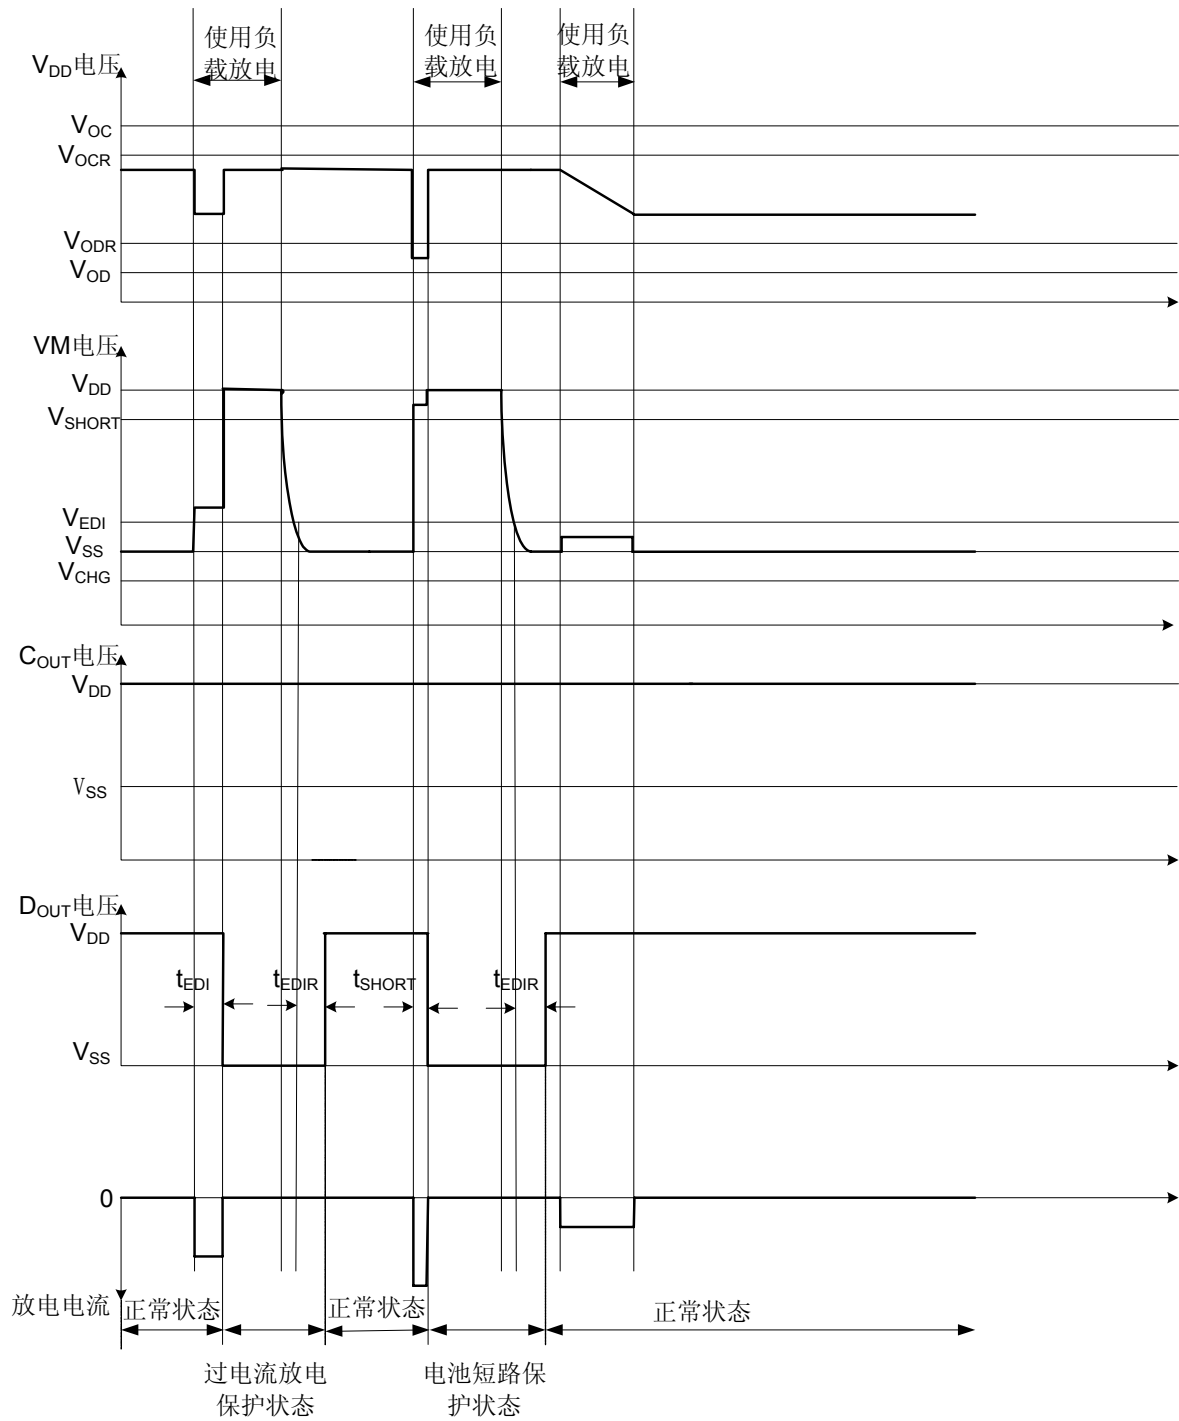 使用负
载放电
使用负
载放电
使用负
载放电
VDD电压
VOC
VOCR
VODR
VOD
VM电压
VDD
VSHORT
VEDI
VSS
VCHG
COUT电压
VDD
VSS
DOUT电压
VDD
tEDI
tEDIR
tSHORT
tEDIR
VSS
0
放电电流
正常状态
正常状态
正常状态
过电流放电
保护状态
电池短路保
护状态